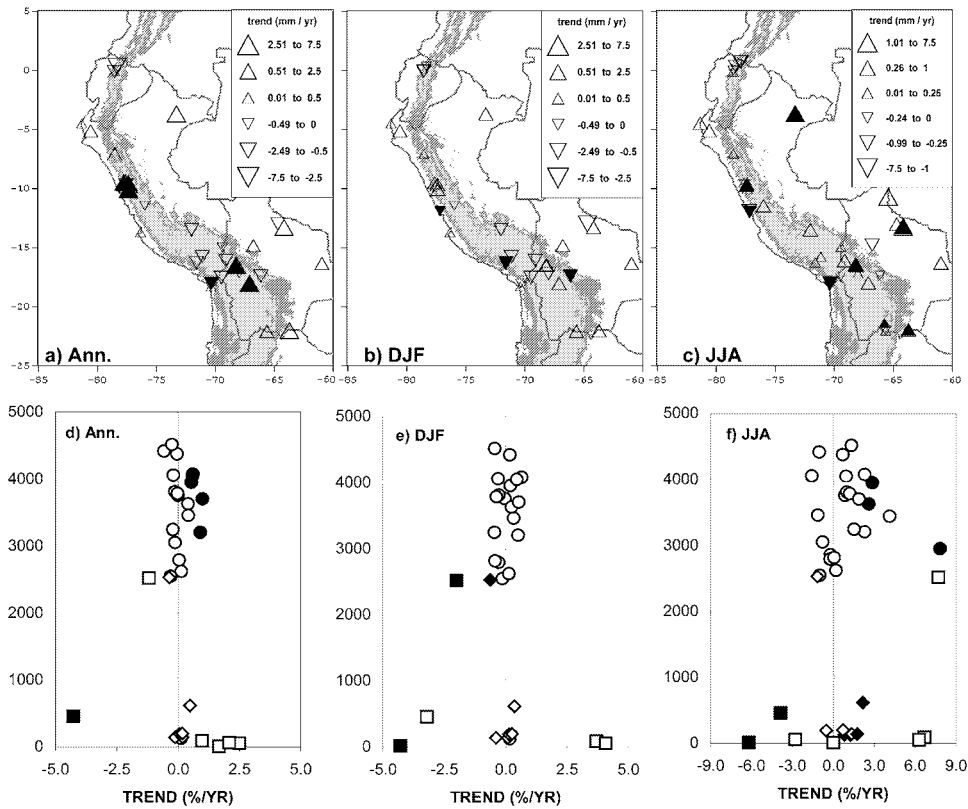 trend (mm / yr)
2.51 to 7.5
0.51 to 2.5
0.01 to 0.5
-0.49 to 0
-2.49 to -0.5
-7.5 to -2.5
5
0
-5
-10
-15
-20
-25
a) Ann.
-85 -80 -75 -70 -65 -60
trend (mm / yr)
2.51 to 7.5
0.51 to 2.5
0.01 to 0.5
-0.49 to 0
-2.49 to -0.5
-7.5 to -2.5
b) DJF
-85 -80 -75 -70 -65 -60
trend (mm / yr)
1.01 to 7.5
0.26 to 1
0.01 to 0.25
-0.24 to 0
-0.99 to -0.25
-7.5 to -1
c) JJA
-85 -80 -75 -70 -65 -60
d) Ann.
5000
4000
3000
2000
1000
0
-5.0 -2.5 0.0 2.5 5.0
TREND (%/YR)
e) DJF
5000
4000
3000
2000
1000
0
-5.0 -2.5 0.0 2.5 5.0
TREND (%/YR)
f) JJA
5000
4000
3000
2000
1000
0
-9.0 -6.0 -3.0 0.0 3.0 6.0 9.0
TREND (%/YR)